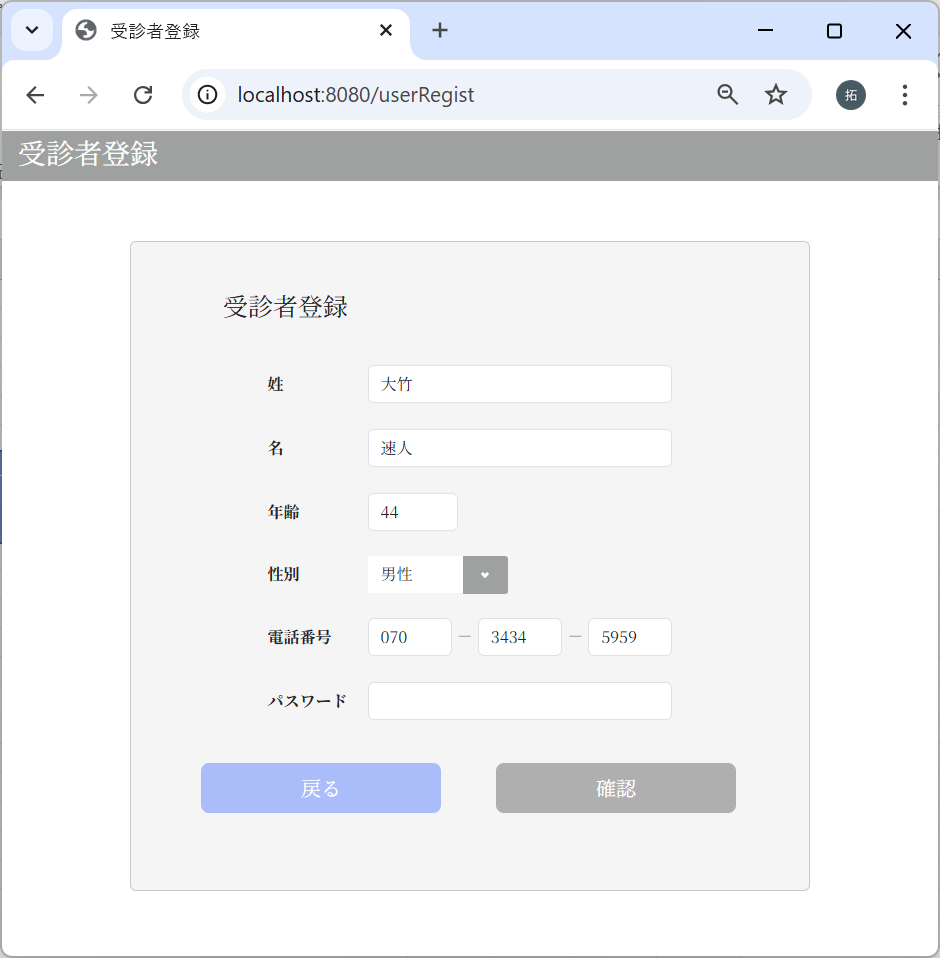 受診者登録
localhost:8080/userRegist
拓
受診者登録
受診者登録
姓 大竹
名 速人
年齢 44
性別 男性
電話番号 070 － 3434 － 5959
パスワード
戻る 確認